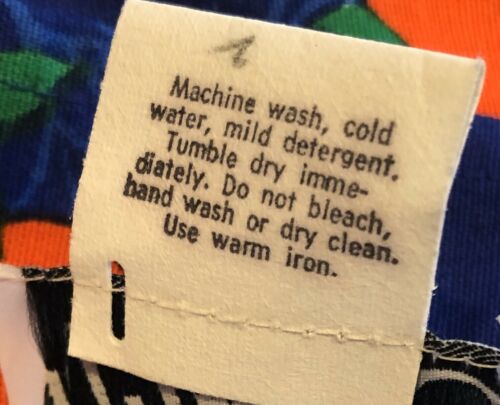 Machine wash, cold
water, mild detergent.
Tumble dry imme-
diately. Do not bleach,
hand wash or dry clean.
Use warm iron.